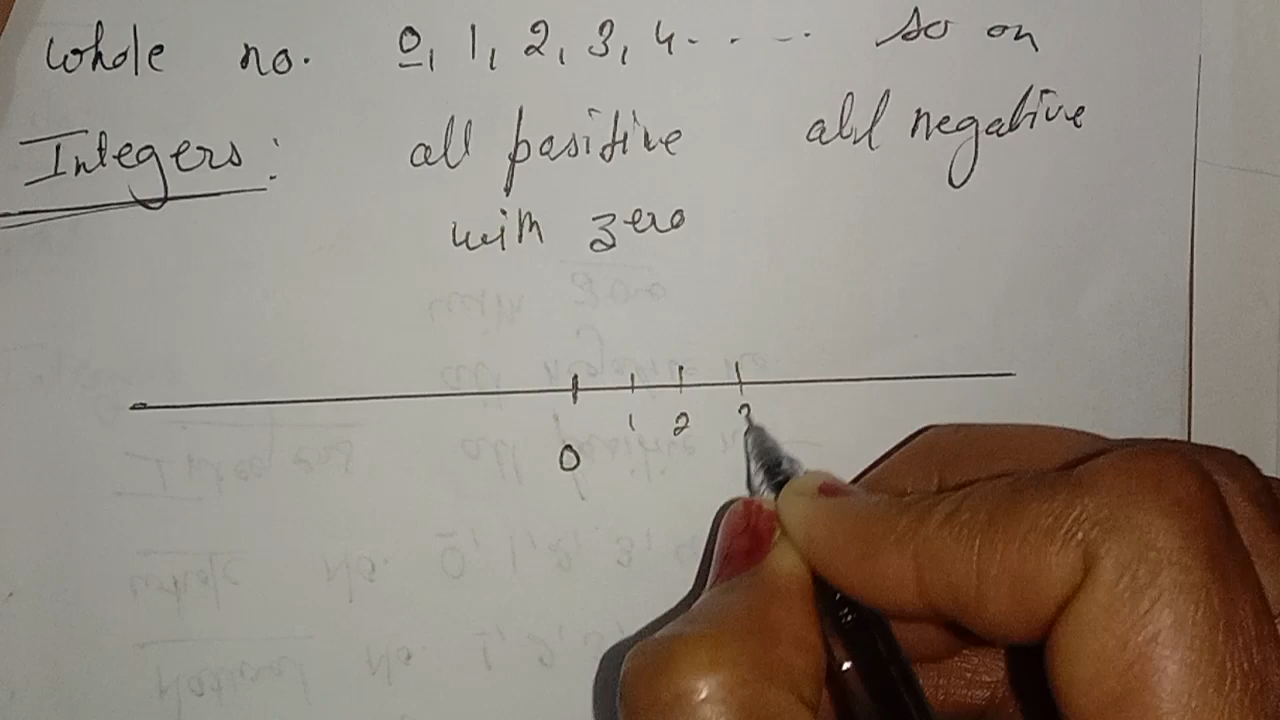 Whole no. 0, 1, 2, 3, 4- - - -. so on
Integers: all pasitive all negative
with zero
1 2 3
0